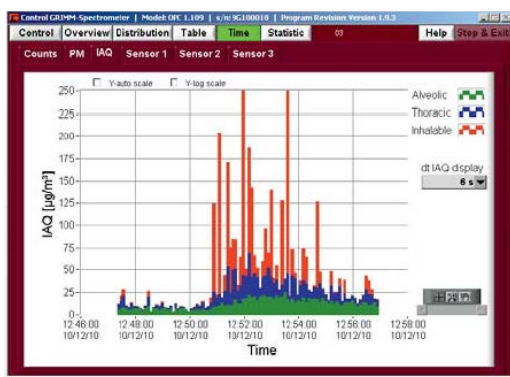 Control GRIMM-Spectrometer | Model: OPC 1.109 | s/n: 9G100018 | Program Revision Version 1.9.3
Control Overview Distribution Table Time Statistic 03 Help Stop & Exit
Counts PM IAQ Sensor 1 Sensor 2 Sensor 3
Y-auto scale Y-log scale
250
225
200
175
150
125
100
75
50
25
0
IAQ [µg/m³]
12:46:00 12:48:00 12:50:00 12:52:00 12:54:00 12:56:00 12:58:00
10/12/10 10/12/10 10/12/10 10/12/10 10/12/10 10/12/10 10/12/10
Time
Alveolic
Thoracic
Inhalable
dt IAQ display
6 s